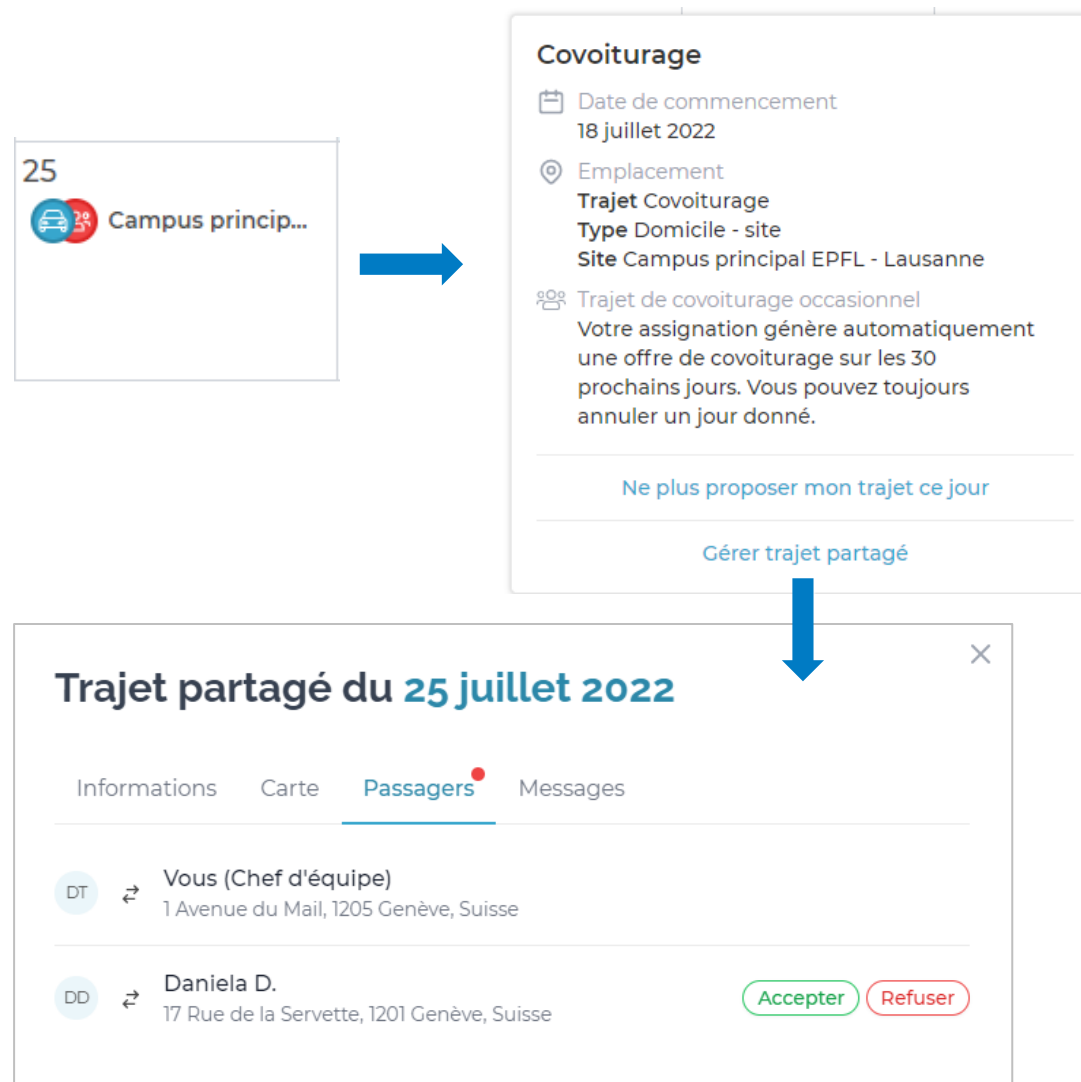 25
Campus princip...
Covoiturage
Date de commencement
18 juillet 2022
Emplacement
Trajet Covoiturage
Type Domicile - site
Site Campus principal EPFL - Lausanne
Trajet de covoiturage occasionnel
Votre assignation génère automatiquement
une offre de covoiturage sur les 30
prochains jours. Vous pouvez toujours
annuler un jour donné.
Ne plus proposer mon trajet ce jour
Gérer trajet partagé
Trajet partagé du 25 juillet 2022
Informations Carte Passagers Messages
DT Vous (Chef d'équipe)
1 Avenue du Mail, 1205 Genève, Suisse
DD Daniela D.
17 Rue de la Servette, 1201 Genève, Suisse
Accepter Refuser